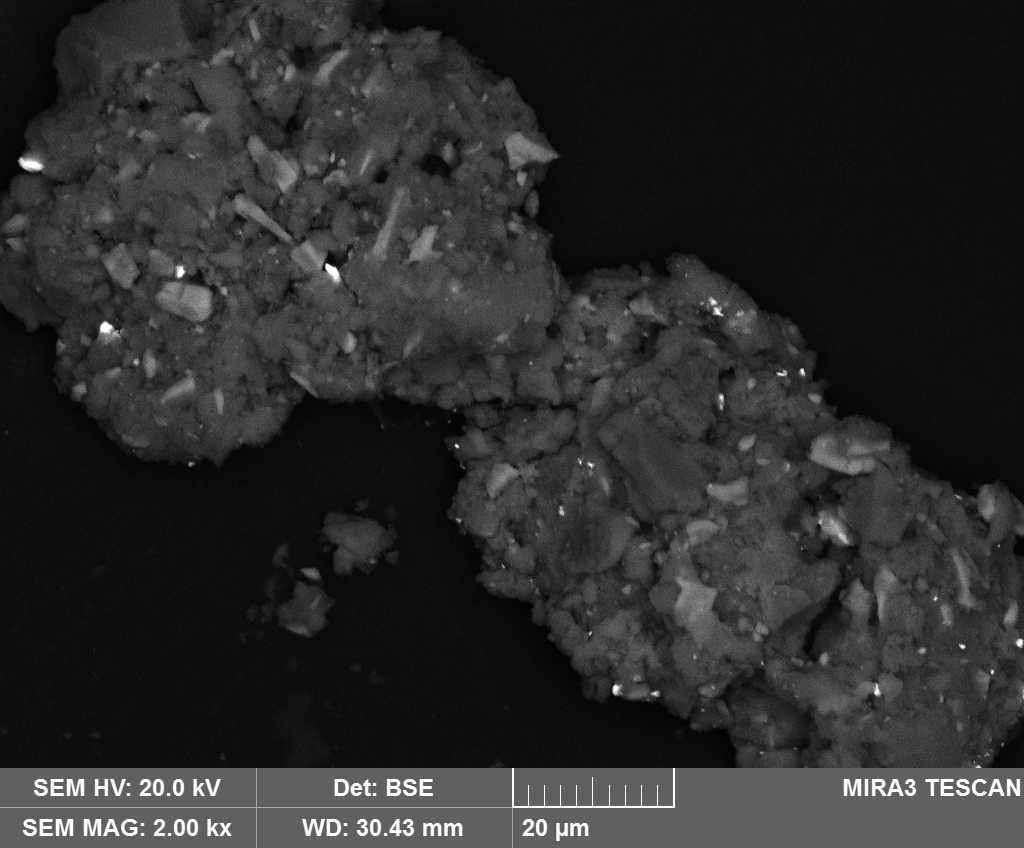 SEM HV: 20.0 kV
Det: BSE
MIRA3 TESCAN
SEM MAG: 2.00 kx
WD: 30.43 mm
20 µm